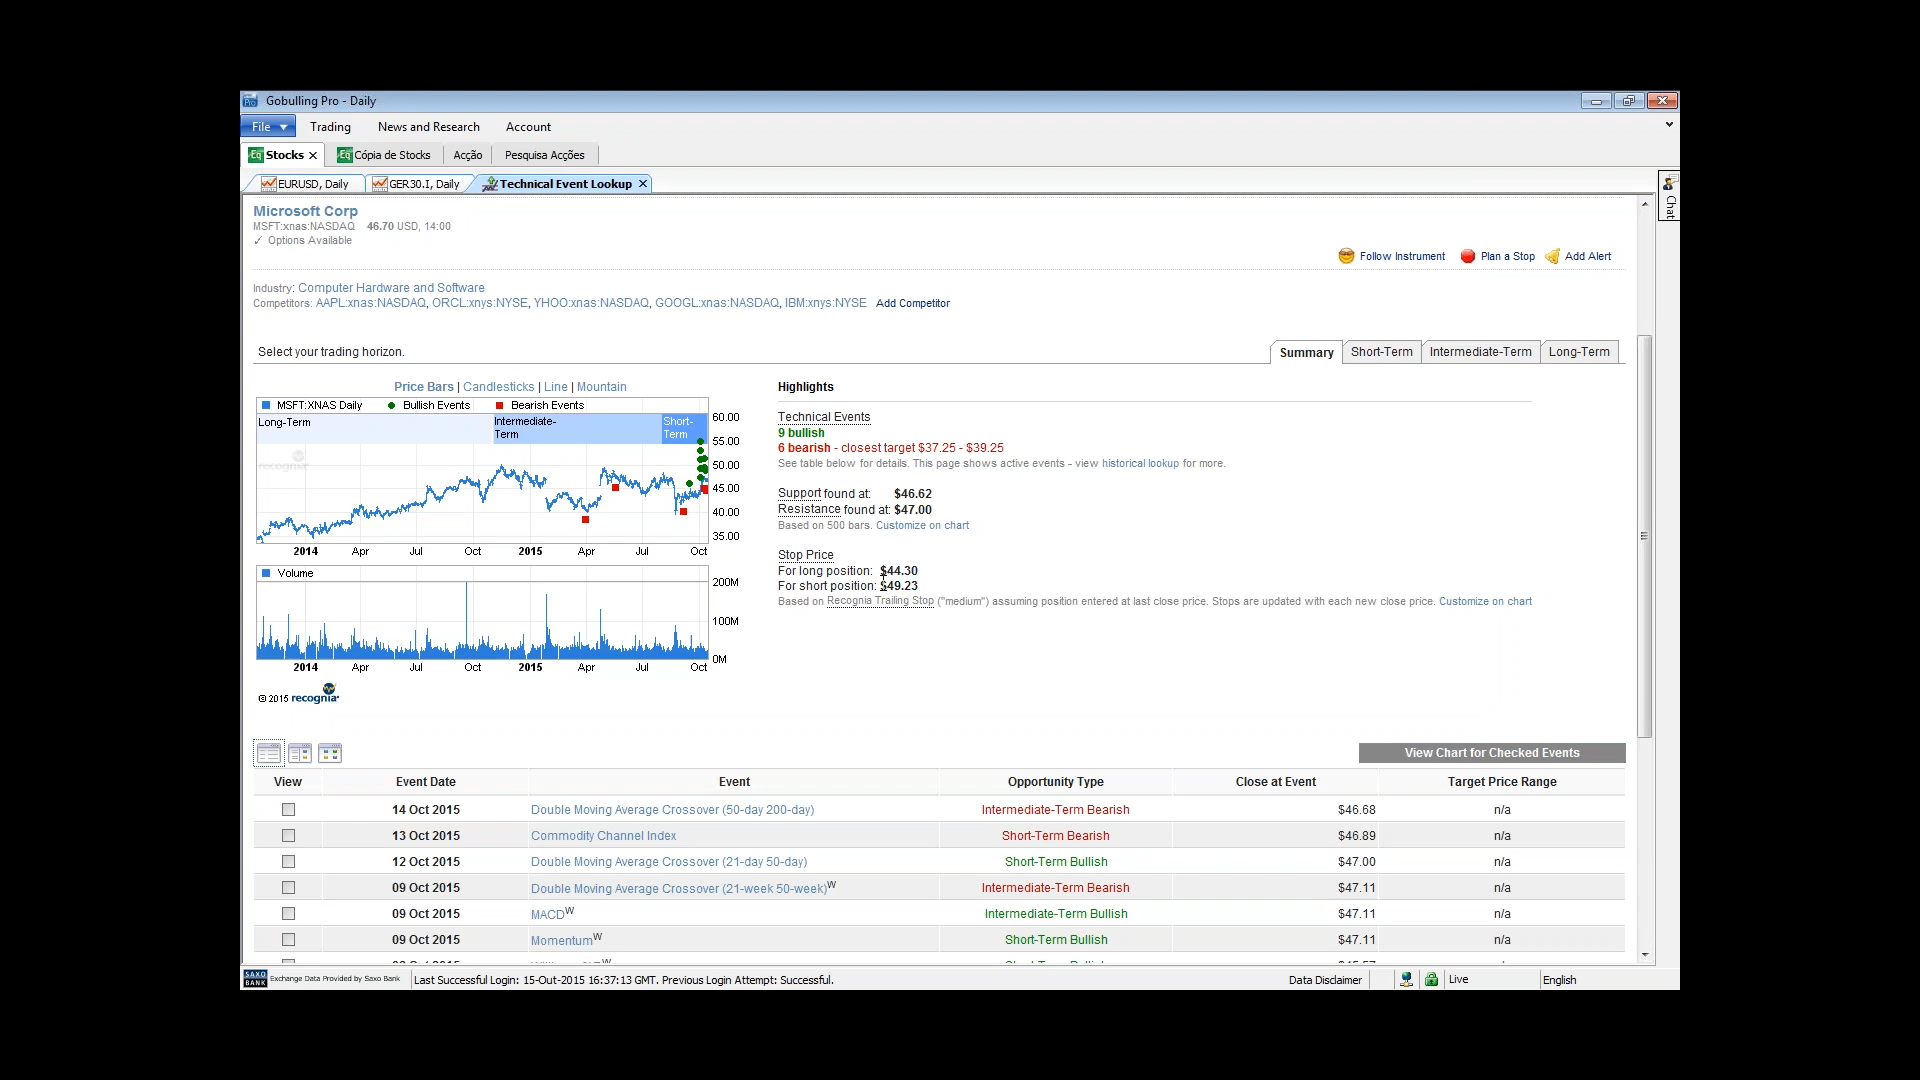 Gobulling Pro - Daily
File Trading News and Research Account
Stocks Cópia de Stocks Acção Pesquisa Acções
EURUSD, Daily GER30.I, Daily Technical Event Lookup
Chat
Microsoft Corp
MSFT:xnas:NASDAQ 46.70 USD, 14:00
✓ Options Available
Follow Instrument Plan a Stop Add Alert
Industry: Computer Hardware and Software
Competitors: AAPL:xnas:NASDAQ, ORCL:xnys:NYSE, YHOO:xnas:NASDAQ, GOOGL:xnas:NASDAQ, IBM:xnys:NYSE Add Competitor
Select your trading horizon.
Summary Short-Term Intermediate-Term Long-Term
Price Bars | Candlesticks | Line | Mountain
MSFT:XNAS Daily Bullish Events Bearish Events
Long-Term
Intermediate-
Term
Short-
Term
recognia
60.00
55.00
50.00
45.00
40.00
35.00
2014 Apr Jul Oct 2015 Apr Jul Oct
Volume
200M
100M
0M
2014 Apr Jul Oct 2015 Apr Jul Oct
© 2015 recognia
Highlights
Technical Events
9 bullish
6 bearish - closest target $37.25 - $39.25
See table below for details. This page shows active events - view historical lookup for more.
Support found at: $46.62
Resistance found at: $47.00
Based on 500 bars. Customize on chart
Stop Price
For long position: $44.30
For short position: $49.23
Based on Recognia Trailing Stop ("medium") assuming position entered at last close price. Stops are updated with each new close price. Customize on chart
View Chart for Checked Events
View Event Date Event Opportunity Type Close at Event Target Price Range
14 Oct 2015 Double Moving Average Crossover (50-day 200-day) Intermediate-Term Bearish $46.68 n/a
13 Oct 2015 Commodity Channel Index Short-Term Bearish $46.89 n/a
12 Oct 2015 Double Moving Average Crossover (21-day 50-day) Short-Term Bullish $47.00 n/a
09 Oct 2015 Double Moving Average Crossover (21-week 50-week)W Intermediate-Term Bearish $47.11 n/a
09 Oct 2015 MACDW Intermediate-Term Bullish $47.11 n/a
09 Oct 2015 MomentumW Short-Term Bullish $47.11 n/a
SAXO BANK Exchange Data Provided by Saxo Bank Last Successful Login: 15-Out-2015 16:37:13 GMT. Previous Login Attempt: Successful. Data Disclaimer Live English